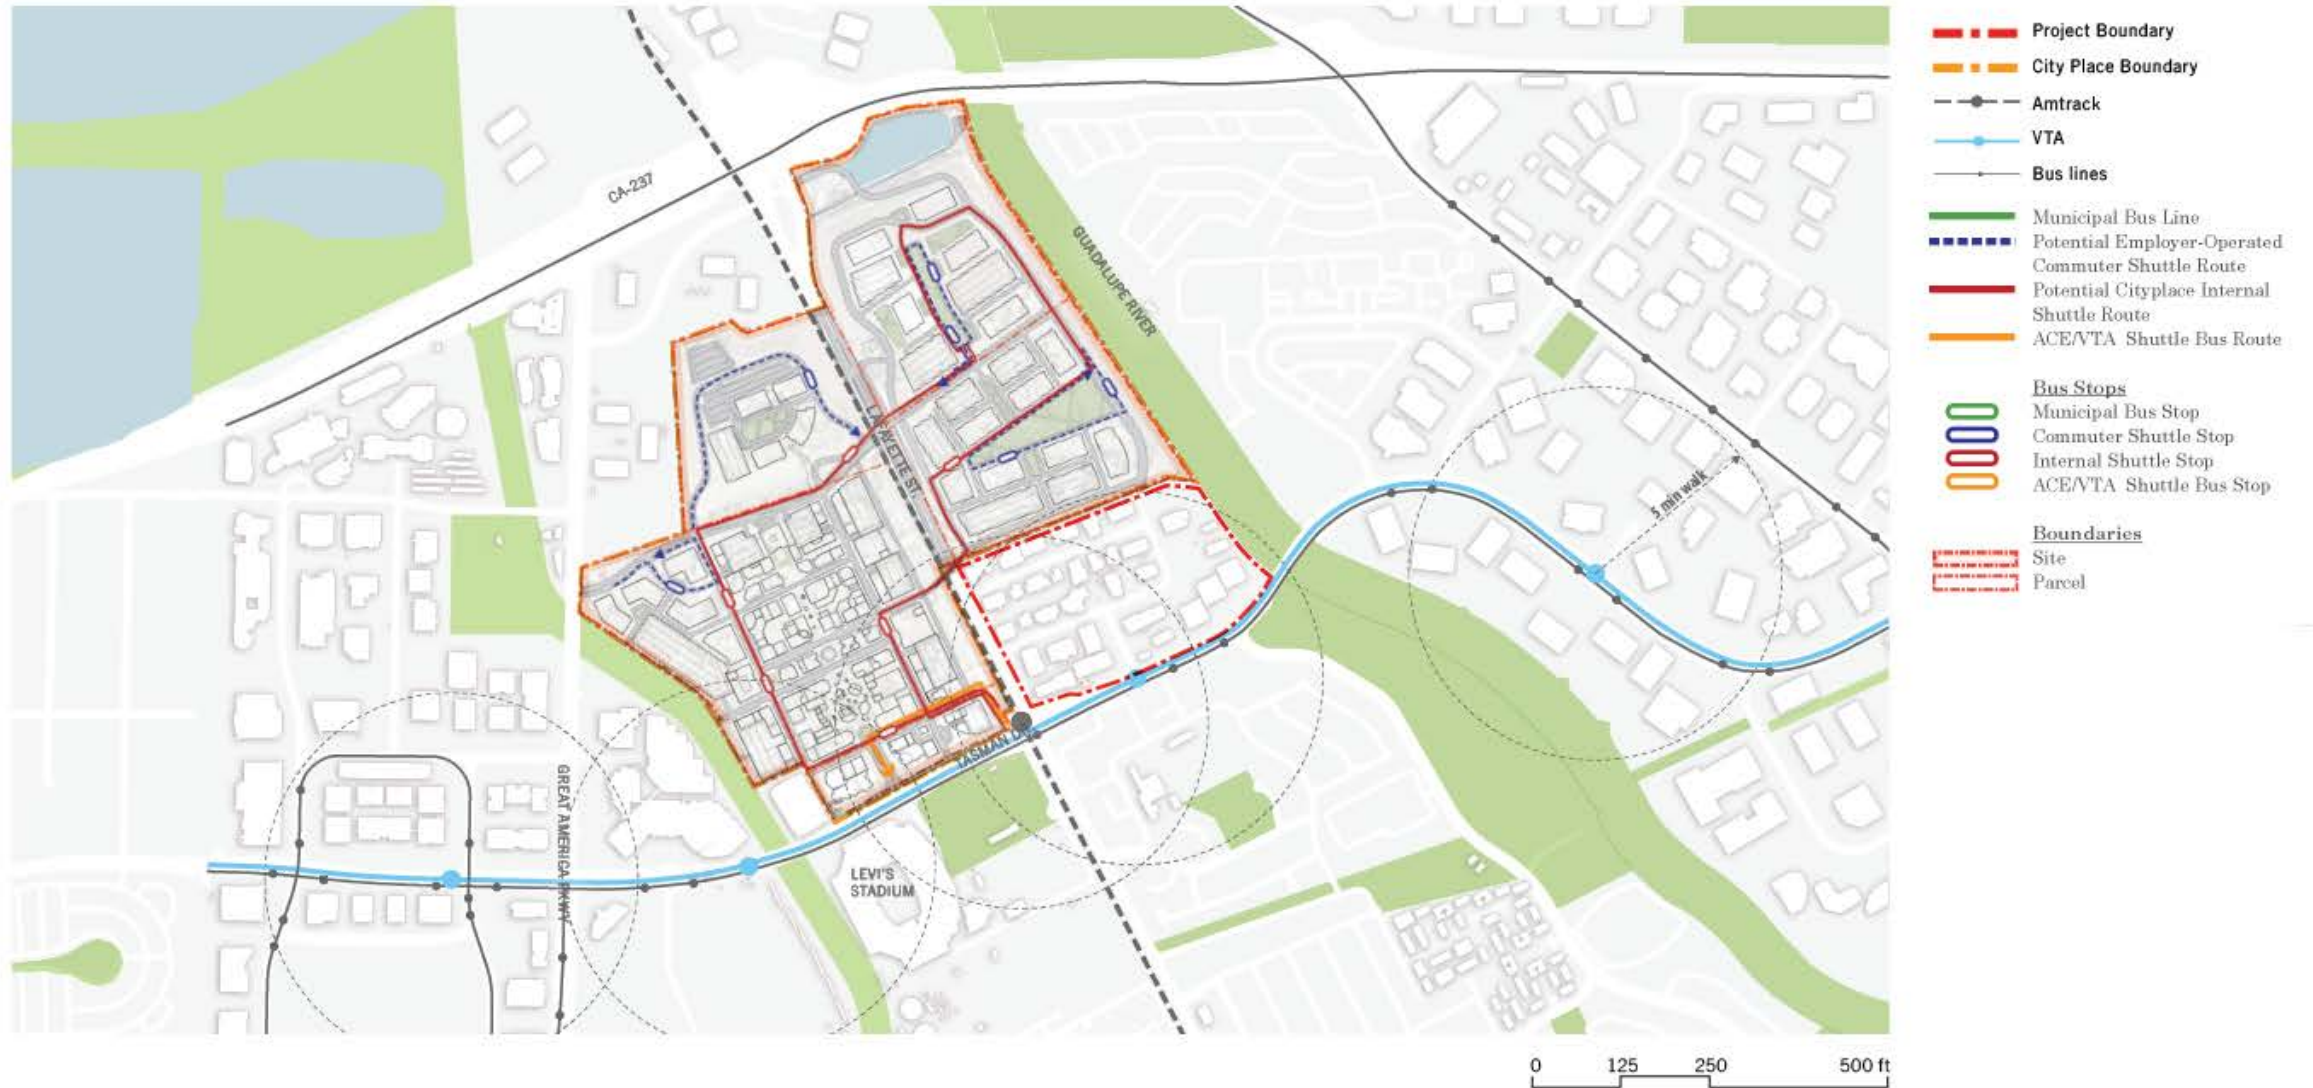 Project Boundary
City Place Boundary
Amtrack
VTA
Bus lines
Municipal Bus Line
Potential Employer-Operated
Commuter Shuttle Route
Potential Cityplace Internal
Shuttle Route
ACE/VTA Shuttle Bus Route
Bus Stops
Municipal Bus Stop
Commuter Shuttle Stop
Internal Shuttle Stop
ACE/VTA Shuttle Bus Stop
Boundaries
Site
Parcel
CA-237
GUADALUPE RIVER
LAFAYETTE ST.
5 min walk
TASMAN
GREAT AMERICA PKWY
LEVI'S
STADIUM
0 125 250 500 ft